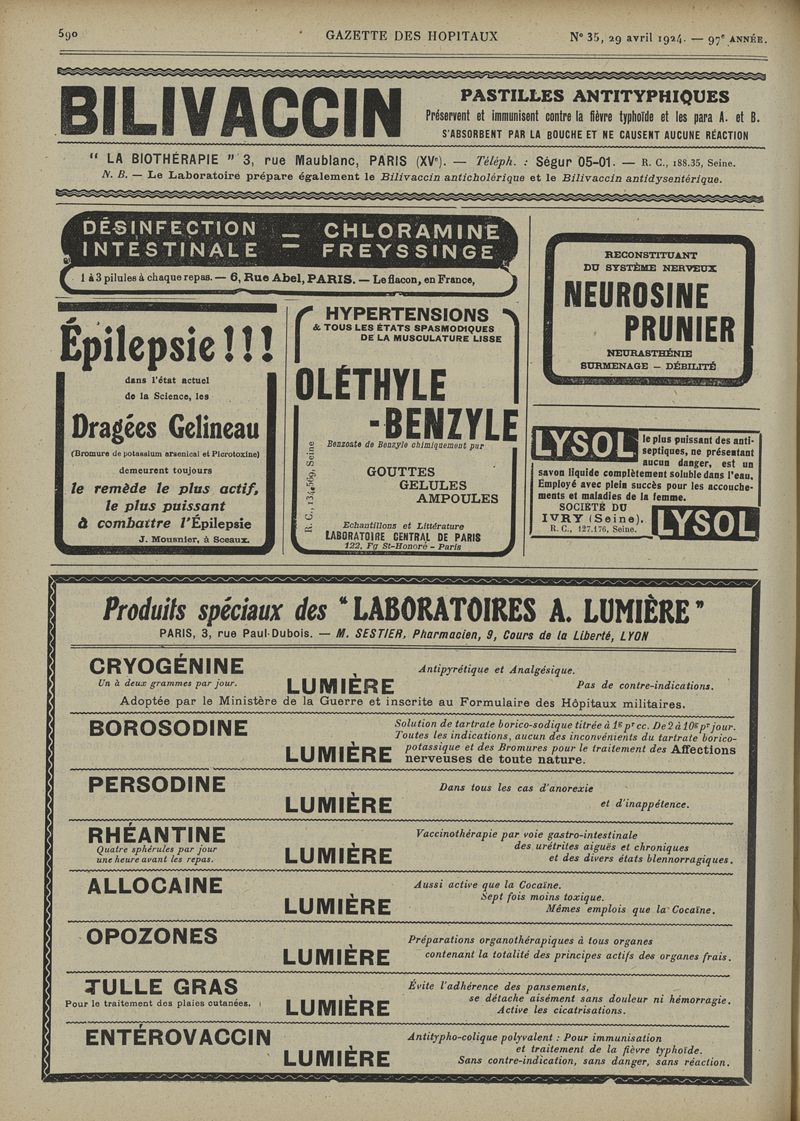 590
GAZETTE DES HOPITAUX
N° 35, 29 avril 1924. — 97e ANNÉE.
BILIVACCIN
PASTILLES ANTITYPHIQUES
Préservent et immunisent contre la fièvre typhoïde et les para A. et B.
S'ABSORBENT PAR LA BOUCHE ET NE CAUSENT AUCUNE RÉACTION
" LA BIOTHÉRAPIE " 3, rue Maublanc, PARIS (XVe). — Téléph. : Ségur 05-01. — R. C., 188.35, Seine.
N. B. — Le Laboratoire prépare également le Bilivaccin anticholérique et le Bilivaccin antidysentérique.
DÉSINFECTION = CHLORAMINE
INTESTINALE = FREYSSINGE
1 à 3 pilules à chaque repas. — 6, Rue Abel, PARIS. — Le flacon, en France,
Épilepsie!!!
dans l'état actuel
de la Science, les
Dragées Gelineau
(Bromure de potassium arsenical et Picrotoxine)
demeurent toujours
le remède le plus actif,
le plus puissant
à combattre l'Épilepsie
J. Mousnier, à Sceaux.
HYPERTENSIONS
& TOUS LES ÉTATS SPASMODIQUES
DE LA MUSCULATURE LISSE
OLÉTHYLE
-BENZYLE
Benzoate de Benzyle chimiquement pur
GOUTTES
GELULES
AMPOULES
Echantillons et Littérature
LABORATOIRE CENTRAL DE PARIS
122, Fg St-Honoré - Paris
RECONSTITUANT
DU SYSTÈME NERVEUX
NEUROSINE
PRUNIER
NEURASTHÉNIE
SURMENAGE — DÉBILITÉ
LYSOL le plus puissant des anti-
septiques, ne présentant
aucun danger, est un
savon liquide complètement soluble dans l'eau.
Employé avec plein succès pour les accouche-
ments et maladies de la femme.
SOCIÉTÉ DU
IVRY (Seine). LYSOL
R. C., 127.176, Seine.
Produits spéciaux des "LABORATOIRES A. LUMIÈRE"
PARIS, 3, rue Paul-Dubois. — M. SESTIER, Pharmacien, 9, Cours de la Liberté, LYON
CRYOGÉNINE
Un à deux grammes par jour.
LUMIÈRE
Antipyrétique et Analgésique.
Pas de contre-indications.
Adoptée par le Ministère de la Guerre et inscrite au Formulaire des Hôpitaux militaires.
BOROSODINE
LUMIÈRE
Solution de tartrate borico-sodique titrée à 1gr pr cc. De 2 à 10gr pr jour.
Toutes les indications, aucun des inconvénients du tartrate borico-
potassique et des Bromures pour le traitement des Affections
nerveuses de toute nature.
PERSODINE
LUMIÈRE
Dans tous les cas d'anorexie
et d'inappétence.
RHÉANTINE
Quatre sphérules par jour
une heure avant les repas.
LUMIÈRE
Vaccinothérapie par voie gastro-intestinale
des urétrites aiguës et chroniques
et des divers états blennorragiques.
ALLOCAINE
LUMIÈRE
Aussi active que la Cocaïne.
Sept fois moins toxique.
Mêmes emplois que la Cocaïne.
OPOZONES
LUMIÈRE
Préparations organothérapiques à tous organes
contenant la totalité des principes actifs des organes frais.
TULLE GRAS
Pour le traitement des plaies cutanées.
LUMIÈRE
Évite l'adhérence des pansements,
se détache aisément sans douleur ni hémorragie.
Active les cicatrisations.
ENTÉROVACCIN
LUMIÈRE
Antitypho-colique polyvalent : Pour immunisation
et traitement de la fièvre typhoïde.
Sans contre-indication, sans danger, sans réaction.